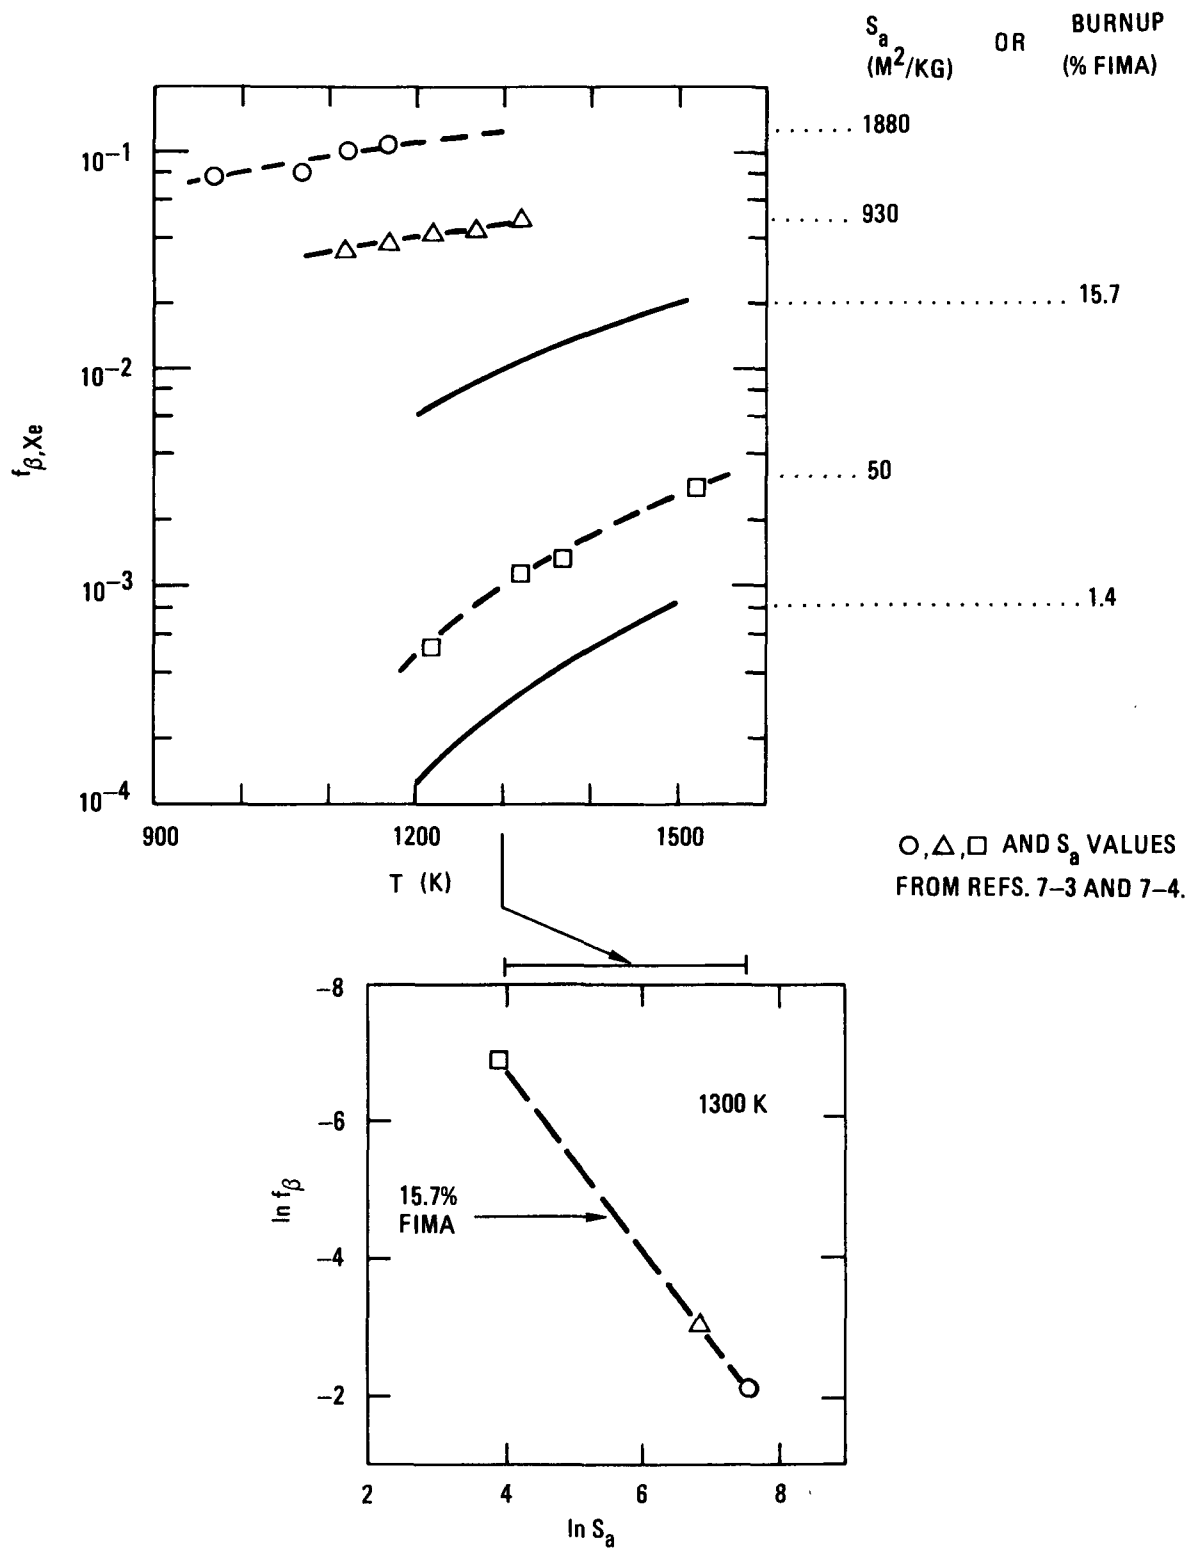 Sa OR BURNUP
(M²/KG) (% FIMA)
1880
10⁻¹
930
15.7
10⁻²
fβ,Xe
50
10⁻³
1.4
10⁻⁴
900 1200 1500
T (K)
○,△,□ AND Sa VALUES
FROM REFS. 7–3 AND 7–4.
–8
1300 K
–6
ln fβ
15.7%
FIMA
–4
–2
2 4 6 8
ln Sa